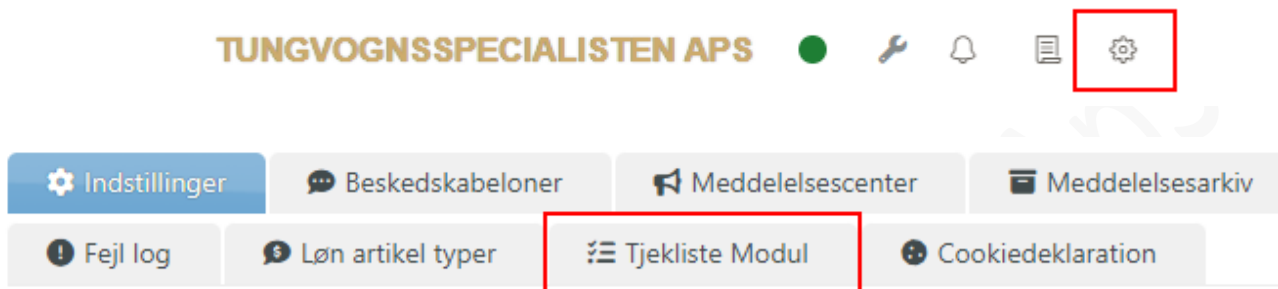 TUNGVOGNSSPECIALISTEN APS
Indstillinger Beskedskabeloner Meddelelsescenter Meddelelsesarkiv
Fejl log Løn artikel typer Tjekliste Modul Cookiedeklaration